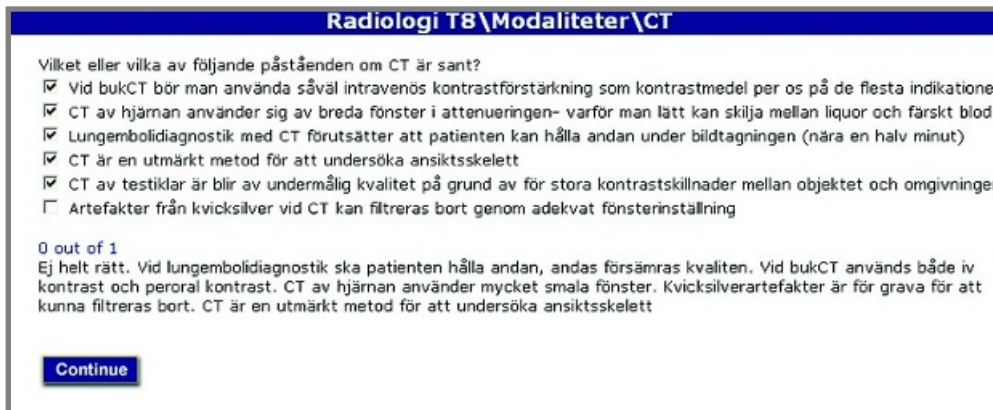 Radiologi T8\Modaliteter\CT
Vilket eller vilka av följande påståenden om CT är sant?
Vid bukCT bör man använda såväl intravenös kontrastförstärkning som kontrastmedel per os på de flesta indikatione
CT av hjärnan använder sig av breda fönster i attenueringen- varför man lätt kan skilja mellan liquor och färskt blod
Lungembolidiagnostik med CT förutsätter att patienten kan hålla andan under bildtagningen (nära en halv minut)
CT är en utmärkt metod för att undersöka ansiktsskelett
CT av testiklar är blir av undermålig kvalitet på grund av för stora kontrastskillnader mellan objektet och omgivninge
Artefakter från kvicksilver vid CT kan filtreras bort genom adekvat fönsterinställning
0 out of 1
Ej helt rätt. Vid lungembolidiagnostik ska patienten hålla andan, andas försämras kvaliten. Vid bukCT används både iv
kontrast och peroral kontrast. CT av hjärnan använder mycket smala fönster. Kvicksilverartefakter är för grava för att
kunna filtreras bort. CT är en utmärkt metod för att undersöka ansiktsskelett
Continue